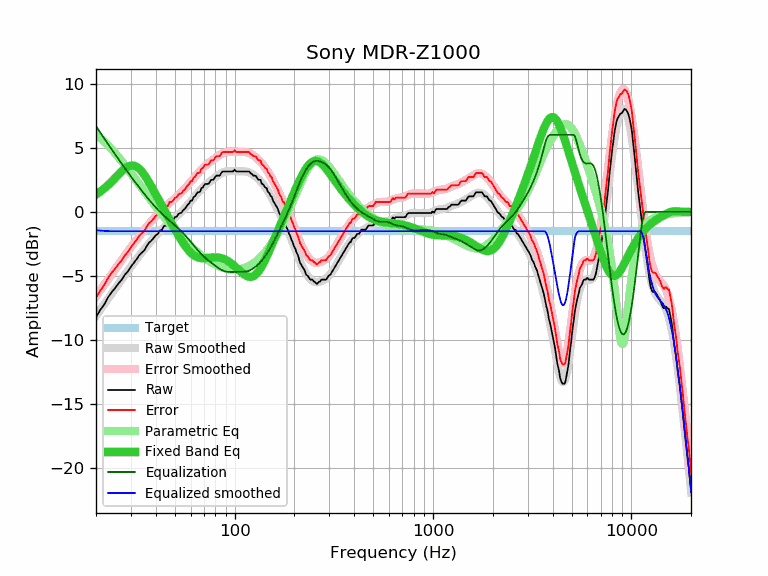 Sony MDR-Z1000
10
5
0
−5
−10
−15
−20
Amplitude (dBr)
Target
Raw Smoothed
Error Smoothed
Raw
Error
Parametric Eq
Fixed Band Eq
Equalization
Equalized smoothed
100
1000
10000
Frequency (Hz)